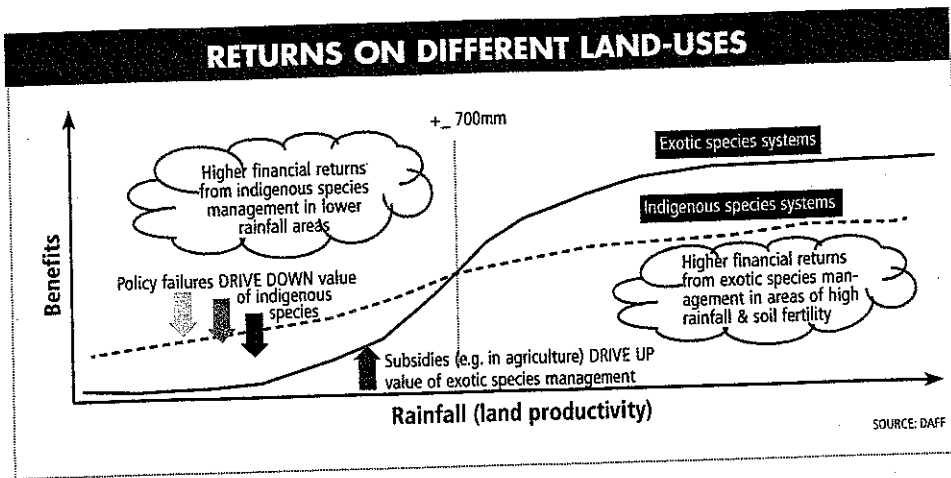 RETURNS ON DIFFERENT LAND-USES
+_ 700mm
Exotic species systems
Higher financial returns
from indigenous species
management in lower
rainfall areas
Indigenous species systems
Benefits
Policy failures DRIVE DOWN value
of indigenous
species
Higher financial returns
from exotic species man-
agement in areas of high
rainfall & soil fertility
Subsidies (e.g. in agriculture) DRIVE UP
value of exotic species management
Rainfall (land productivity)
SOURCE: DAFF